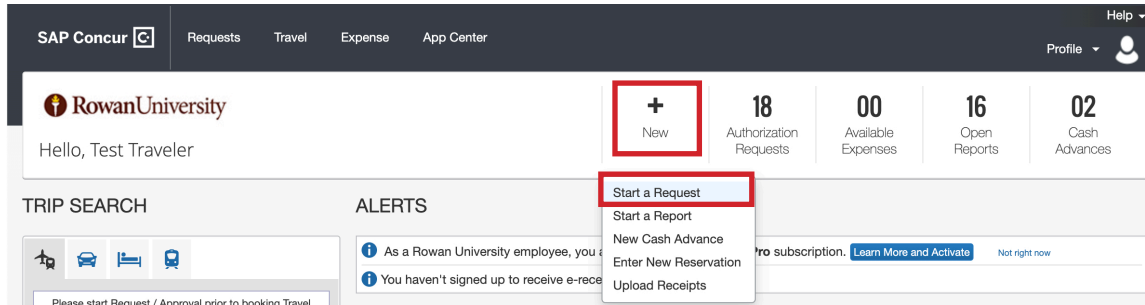 Help
SAP Concur C Requests Travel Expense App Center
Profile
Rowan University
+ 18 00 16 02
New Authorization Requests Available Expenses Open Reports Cash Advances
Hello, Test Traveler
Start a Request
Start a Report
New Cash Advance
Enter New Reservation
Upload Receipts
TRIP SEARCH
ALERTS
As a Rowan University employee, you
Pro subscription. Learn More and Activate Not right now
You haven't signed up to receive e-rece
Please start Request / Approval prior to booking Travel